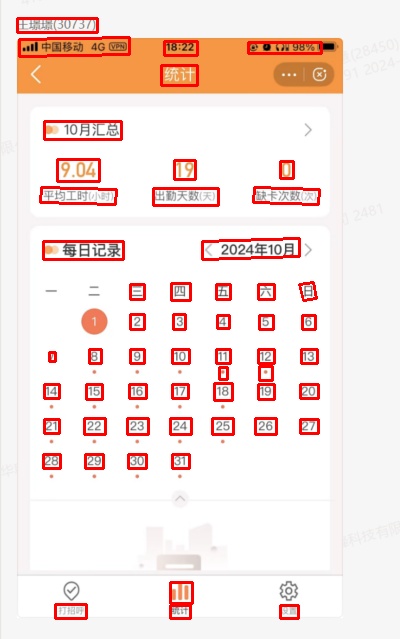 王璟璟(30737)
中国移动 4G VPN 18:22 98%
统计
10月汇总
9.04 19 0
平均工时(小时) 出勤天数(天) 缺卡次数(次)
每日记录 2024年10月
一 二 三 四 五 六 日
1 2 3 4 5 6
8 9 10 11 12 13
14 15 16 17 18 19 20
21 22 23 24 25 26 27
28 29 30 31
打招呼 统计 设置